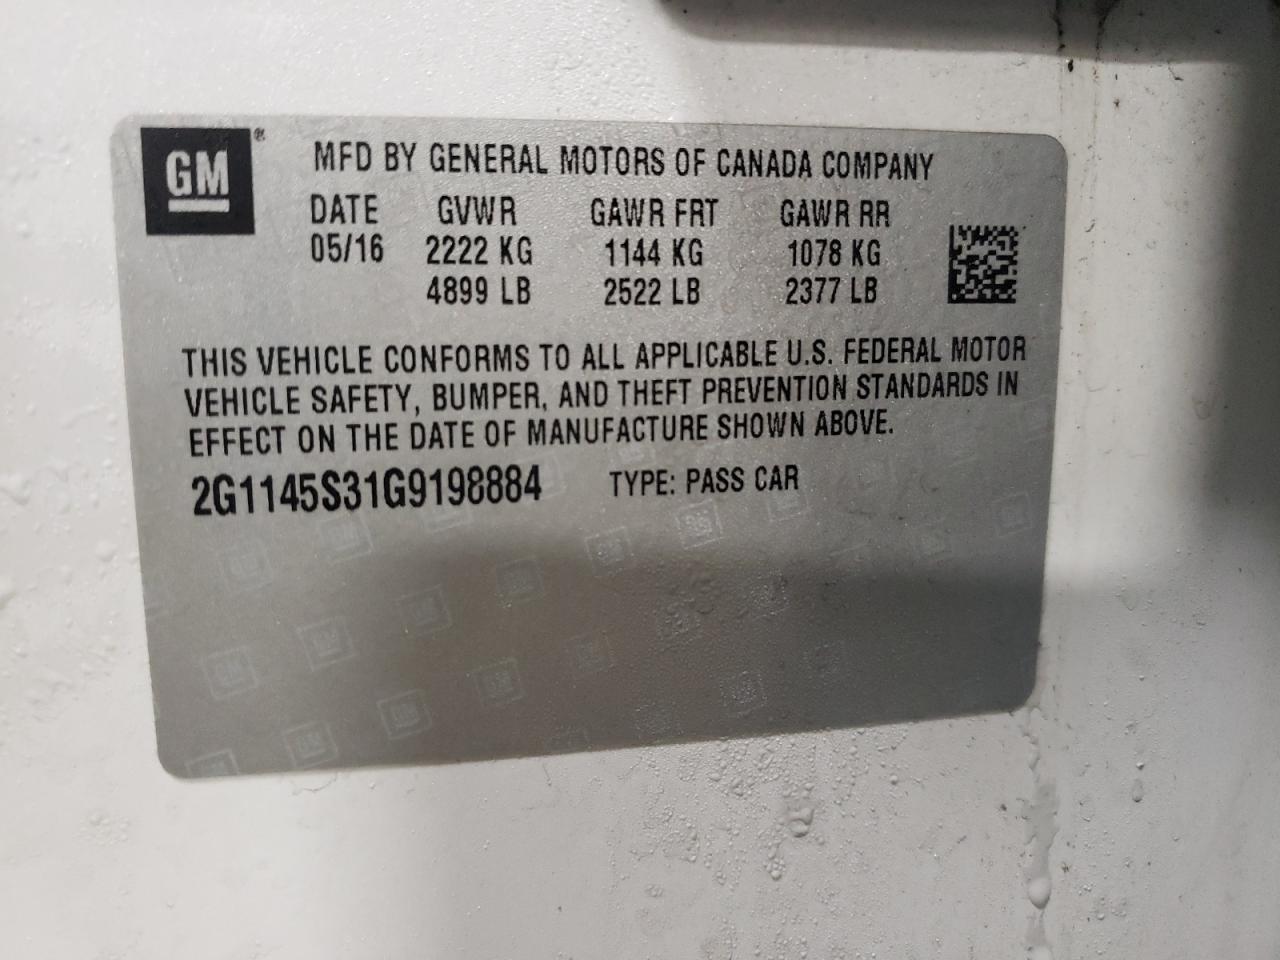 GM®
MFD BY GENERAL MOTORS OF CANADA COMPANY
DATE GVWR GAWR FRT GAWR RR
05/16 2222 KG 1144 KG 1078 KG
4899 LB 2522 LB 2377 LB
THIS VEHICLE CONFORMS TO ALL APPLICABLE U.S. FEDERAL MOTOR
VEHICLE SAFETY, BUMPER, AND THEFT PREVENTION STANDARDS IN
EFFECT ON THE DATE OF MANUFACTURE SHOWN ABOVE.
2G1145S31G9198884 TYPE: PASS CAR